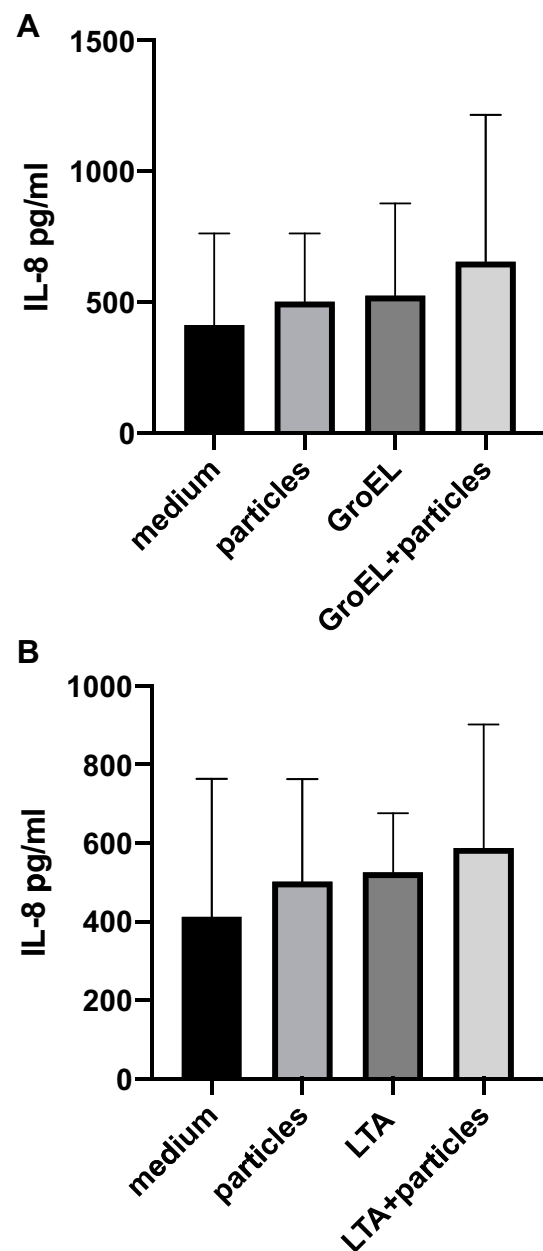 A
1500
1000
500
0
IL-8 pg/ml
medium
particles
GroEL
GroEL+particles
B
1000
800
600
400
200
0
IL-8 pg/ml
medium
particles
LTA
LTA+particles